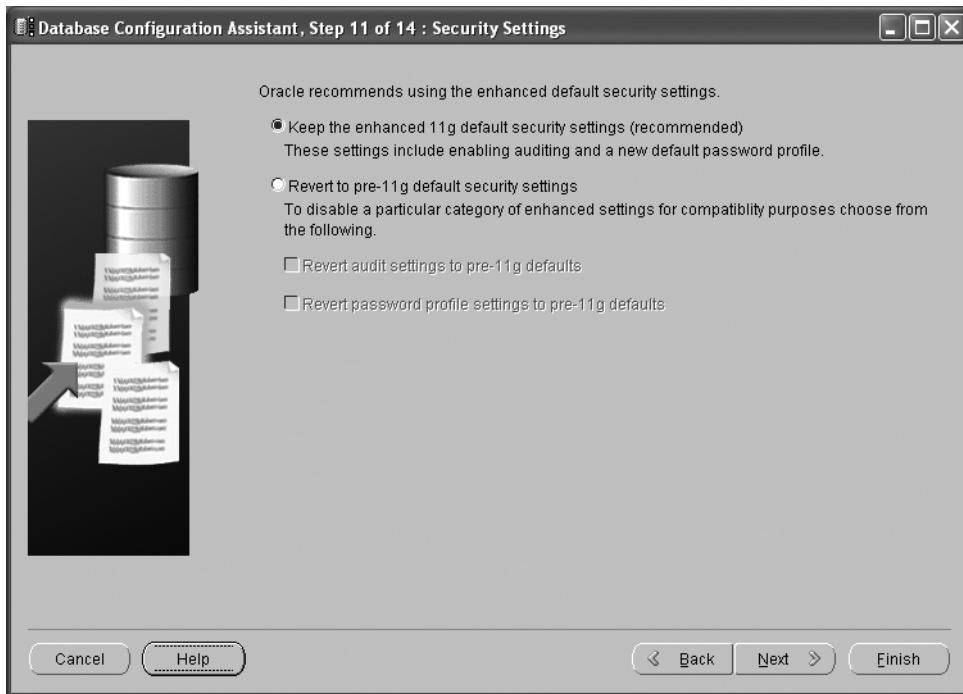 Database Configuration Assistant, Step 11 of 14 : Security Settings
Oracle recommends using the enhanced default security settings.
Keep the enhanced 11g default security settings (recommended)
These settings include enabling auditing and a new default password profile.
Revert to pre-11g default security settings
To disable a particular category of enhanced settings for compatiblity purposes choose from
the following.
Revert audit settings to pre-11g defaults
Revert password profile settings to pre-11g defaults
Cancel
Help
Back
Next
Finish